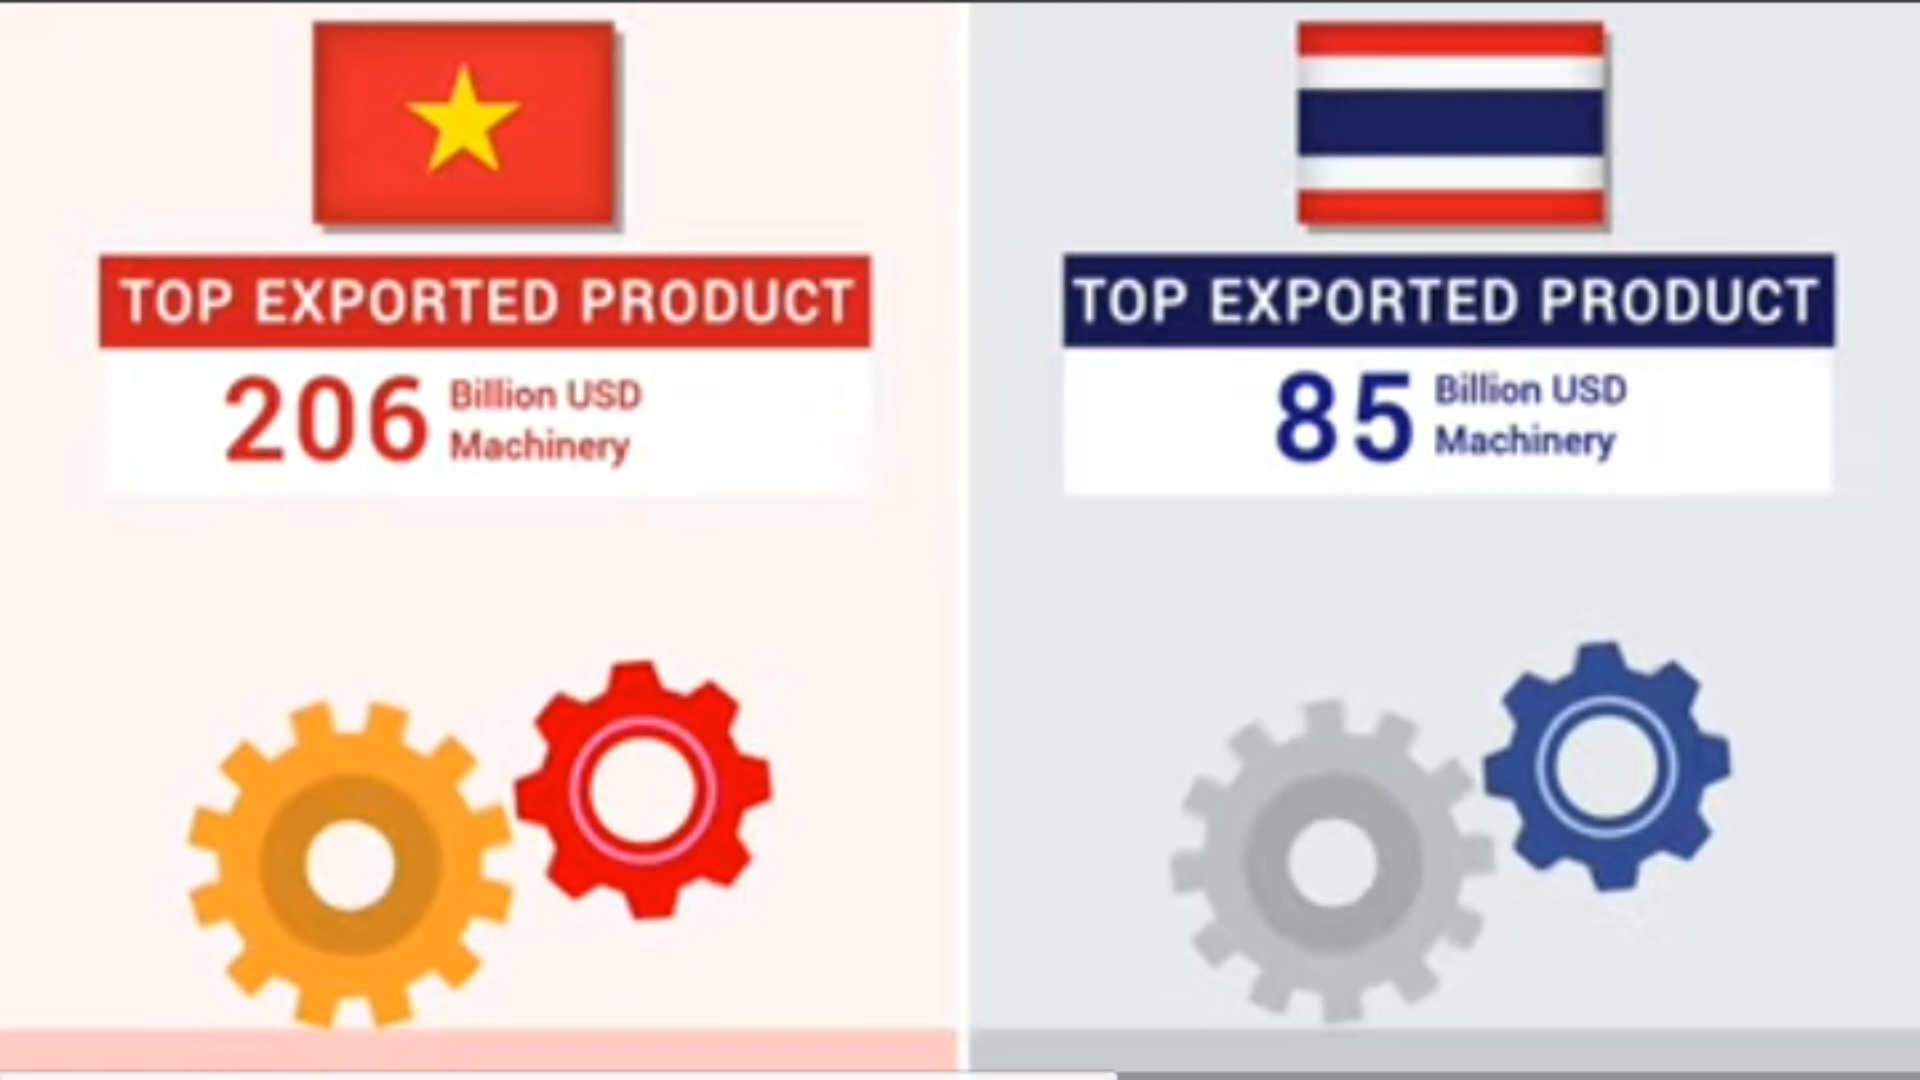 TOP EXPORTED PRODUCT
206 Billion USD
Machinery
TOP EXPORTED PRODUCT
85 Billion USD
Machinery